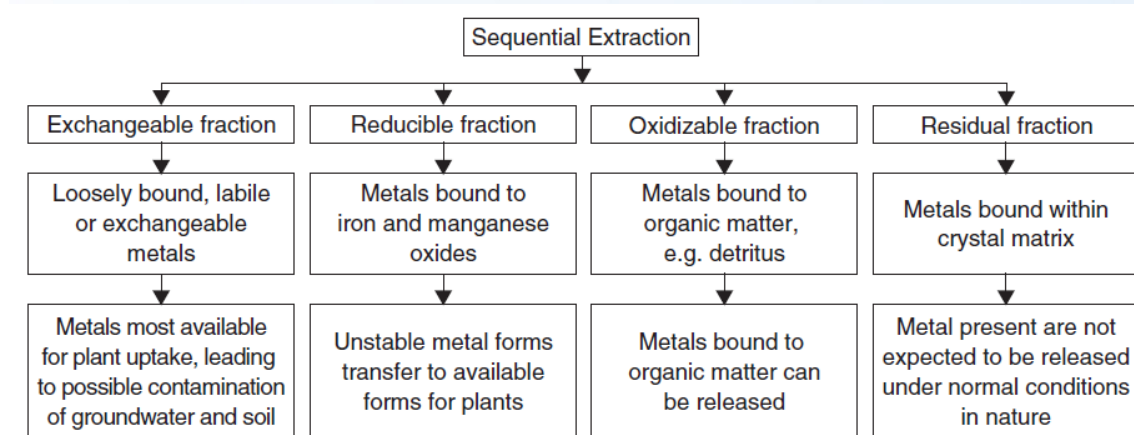 Sequential Extraction
Exchangeable fraction
Reducible fraction
Oxidizable fraction
Residual fraction
Loosely bound, labile
or exchangeable
metals
Metals bound to
iron and manganese
oxides
Metals bound to
organic matter,
e.g. detritus
Metals bound within
crystal matrix
Metals most available
for plant uptake, leading
to possible contamination
of groundwater and soil
Unstable metal forms
transfer to available
forms for plants
Metals bound to
organic matter can
be released
Metal present are not
expected to be released
under normal conditions
in nature